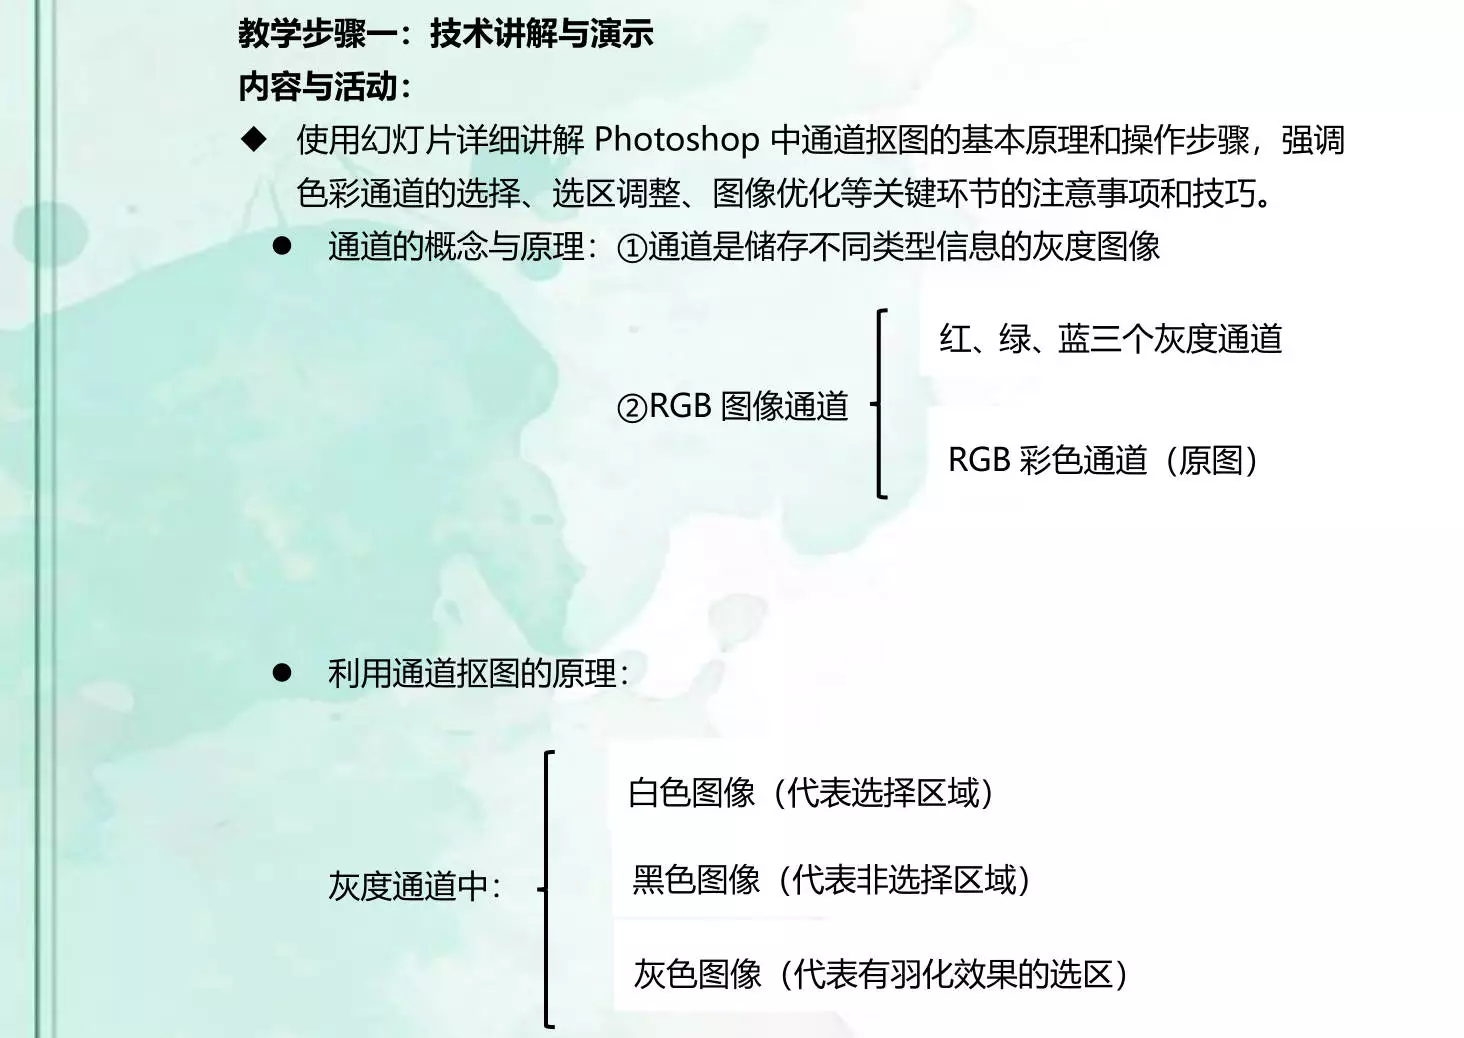 教学步骤一：技术讲解与演示
内容与活动：
◆ 使用幻灯片详细讲解 Photoshop 中通道抠图的基本原理和操作步骤，强调
色彩通道的选择、选区调整、图像优化等关键环节的注意事项和技巧。
● 通道的概念与原理：①通道是储存不同类型信息的灰度图像
红、绿、蓝三个灰度通道
②RGB 图像通道
RGB 彩色通道（原图）
● 利用通道抠图的原理：
白色图像（代表选择区域）
黑色图像（代表非选择区域）
灰度通道中：
灰色图像（代表有羽化效果的选区）